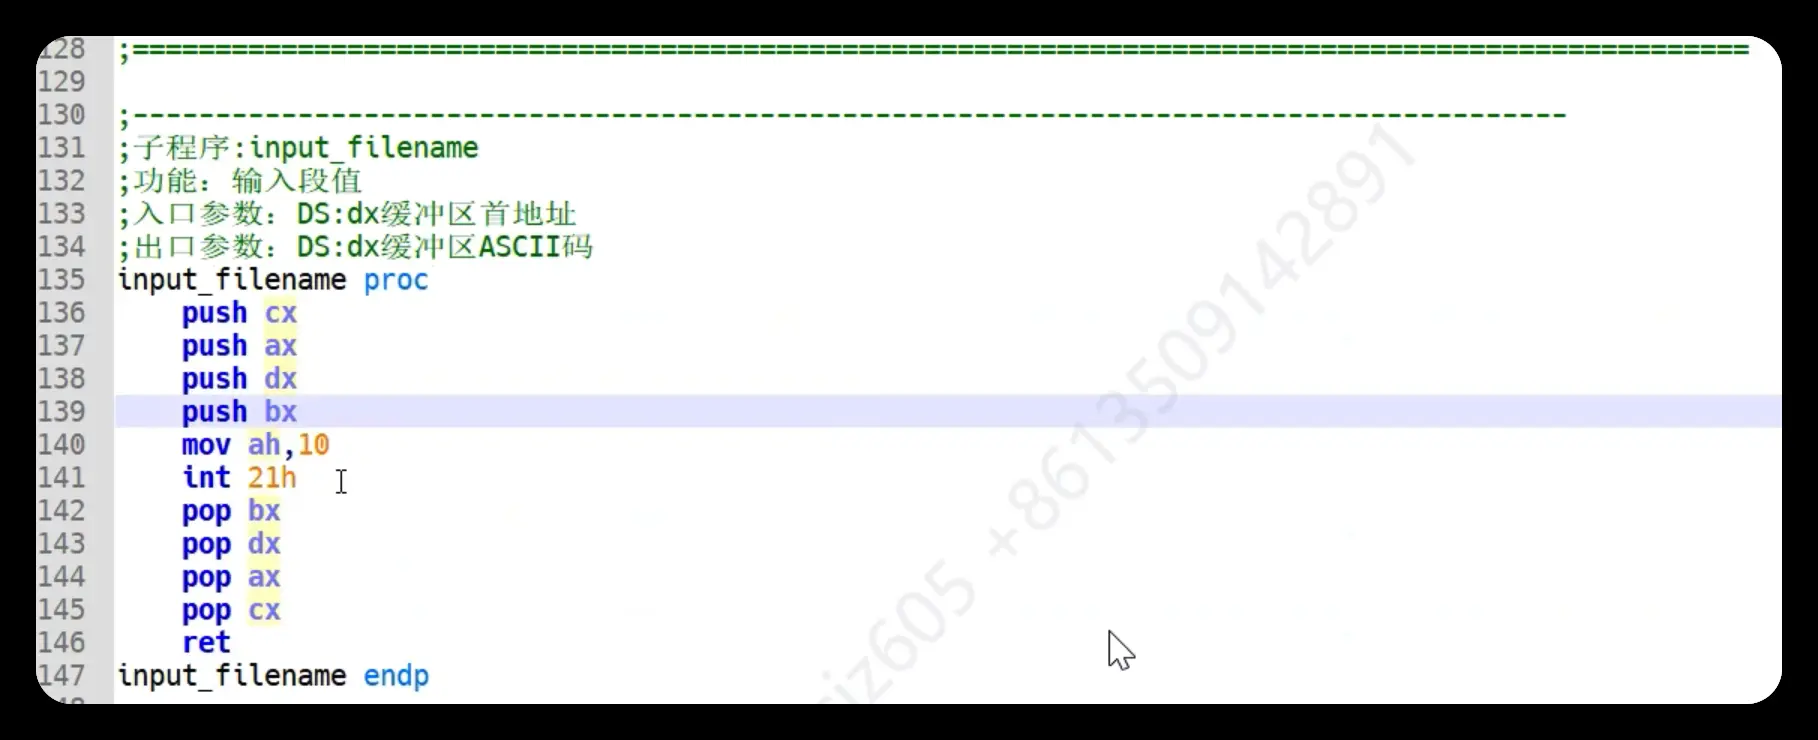 128 ;==================================================================================================
129
130 ;---------------------------------------------------------------------------------------
131 ;子程序:input_filename
132 ;功能：输入段值
133 ;入口参数：DS:dx缓冲区首地址
134 ;出口参数：DS:dx缓冲区ASCII码
135 input_filename proc
136 push cx
137 push ax
138 push dx
139 push bx
140 mov ah,10
141 int 21h
142 pop bx
143 pop dx
144 pop ax
145 pop cx
146 ret
147 input_filename endp
riz605 +8613509142891